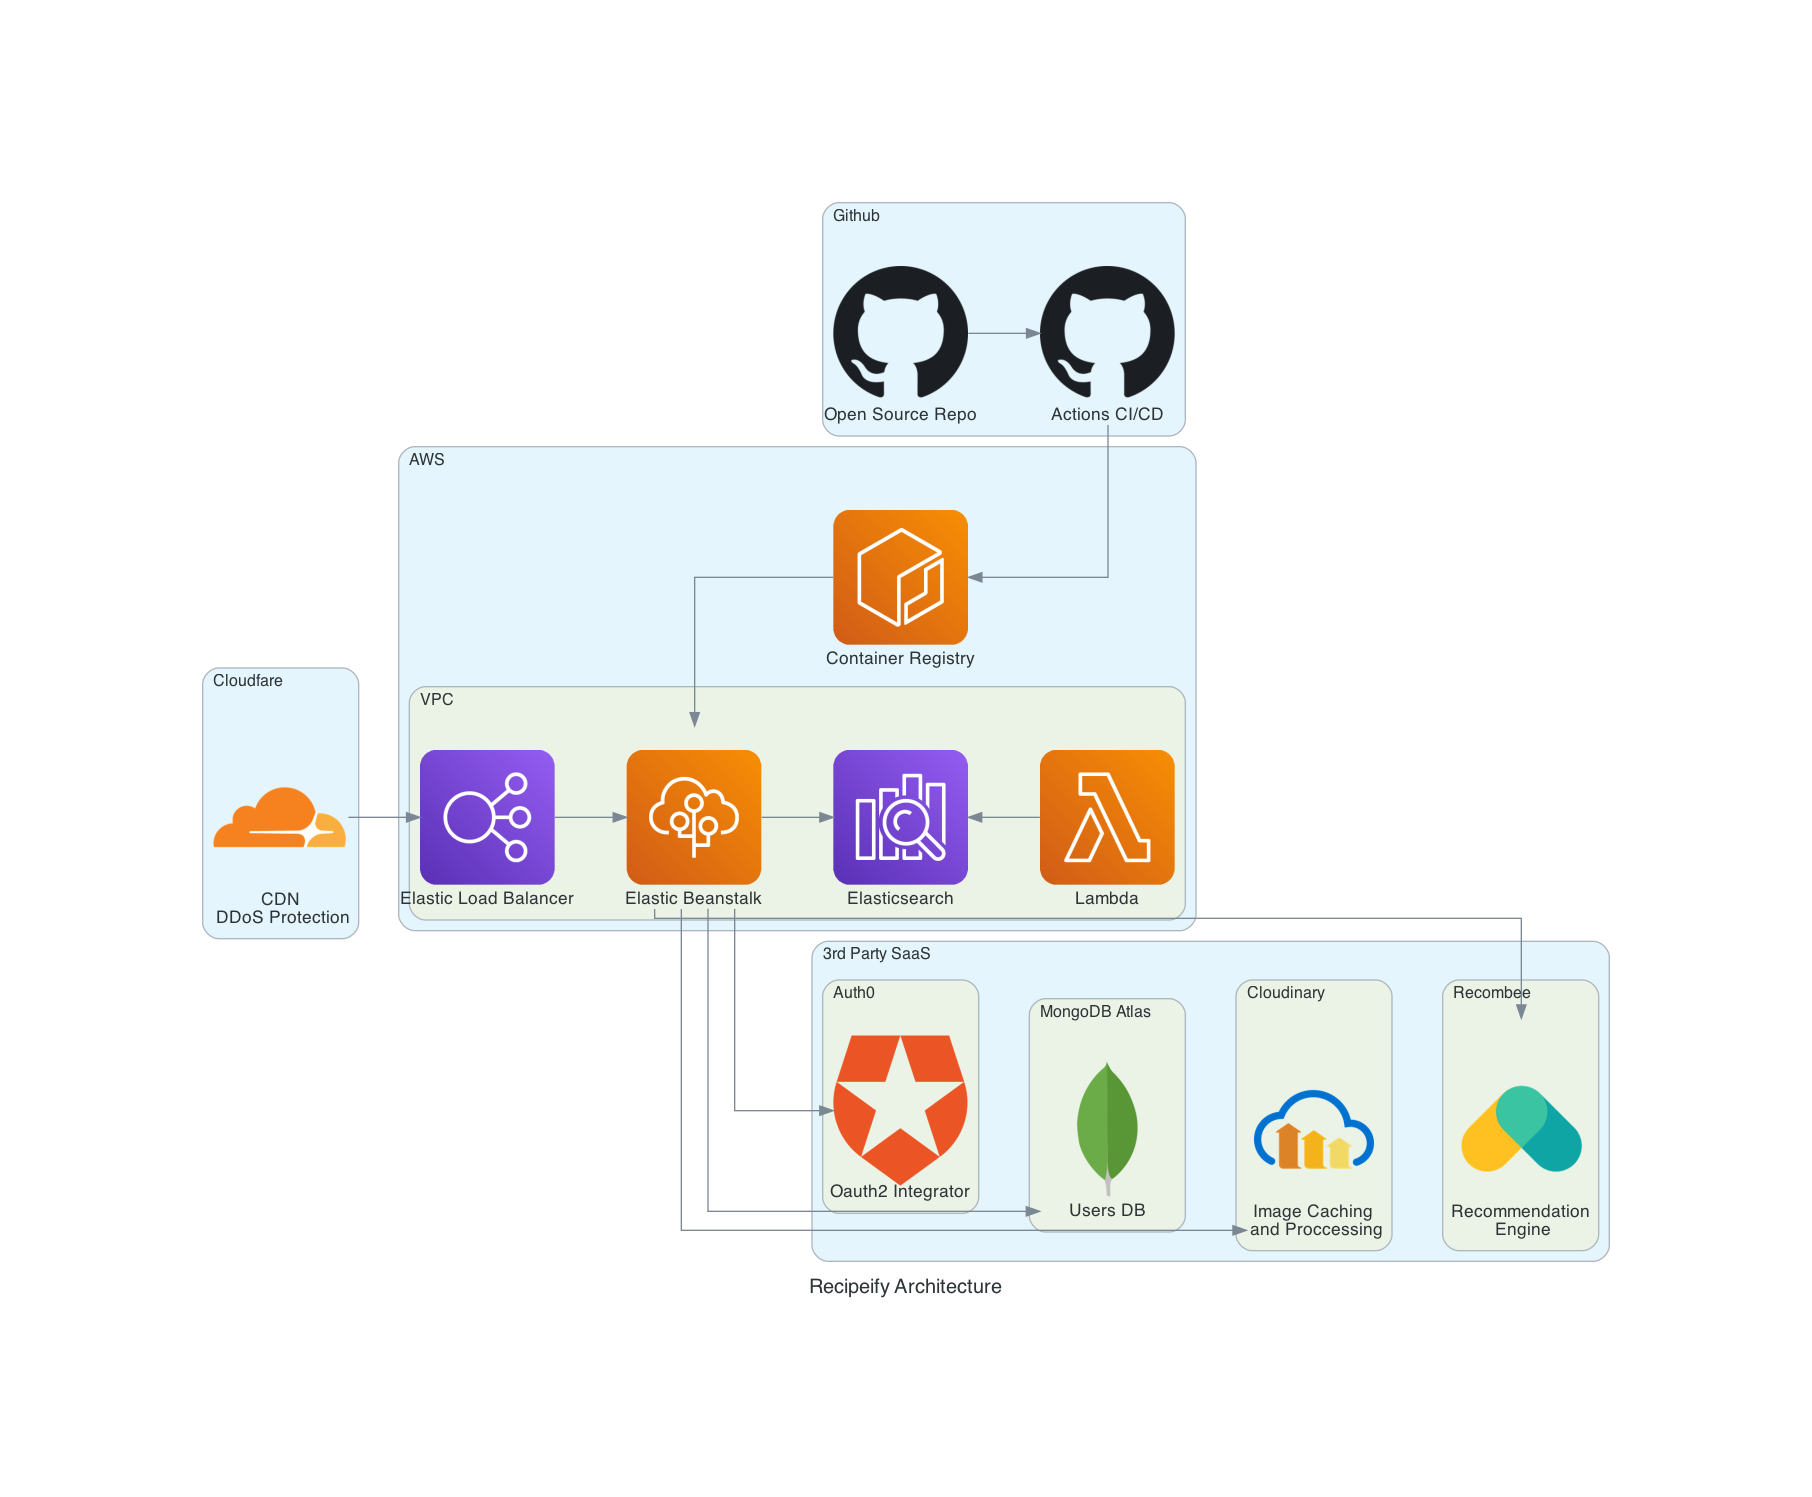 Github
Open Source Repo
Actions CI/CD
AWS
Container Registry
Cloudfare
CDN
DDoS Protection
VPC
Elastic Load Balancer
Elastic Beanstalk
Elasticsearch
Lambda
3rd Party SaaS
Auth0
Oauth2 Integrator
MongoDB Atlas
Users DB
Cloudinary
Image Caching
and Proccessing
Recombee
Recommendation
Engine
Recipeify Architecture